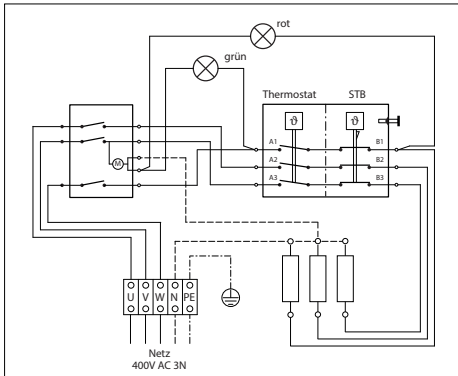 rot
grün
Thermostat STB
ϑ ϑ
A1 B1
M
A2 B2
A3 B3
U V W N PE
Netz
400V AC 3N